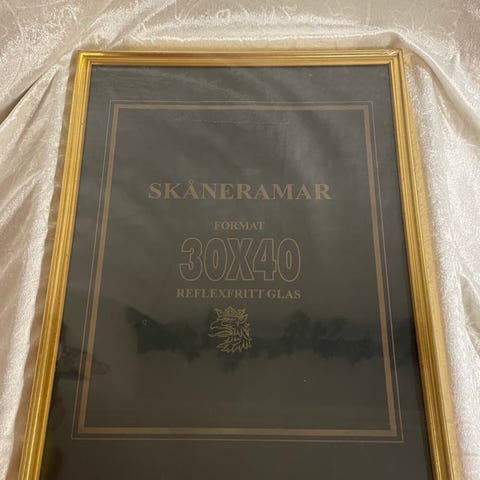 SKÅNERAMAR
FORMAT
30X40
REFLEXFRITT GLAS